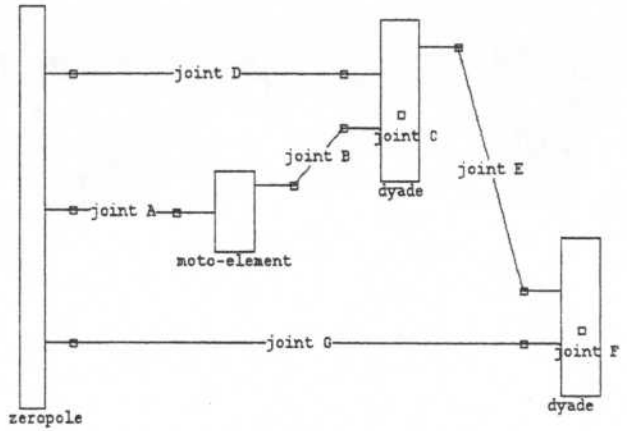 joint D
joint C
joint B
joint E
dyade
joint A
moto-element
joint G
joint F
dyade
zeropole